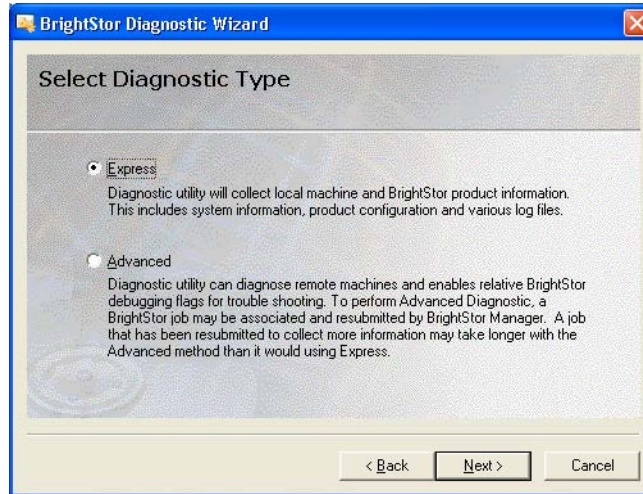 BrightStor Diagnostic Wizard
Select Diagnostic Type
Express
Diagnostic utility will collect local machine and BrightStor product information.
This includes system information, product configuration and various log files.
Advanced
Diagnostic utility can diagnose remote machines and enables relative BrightStor
debugging flags for trouble shooting. To perform Advanced Diagnostic, a
BrightStor job may be associated and resubmitted by BrightStor Manager. A job
that has been resubmitted to collect more information may take longer with the
Advanced method than it would using Express.
< Back
Next >
Cancel